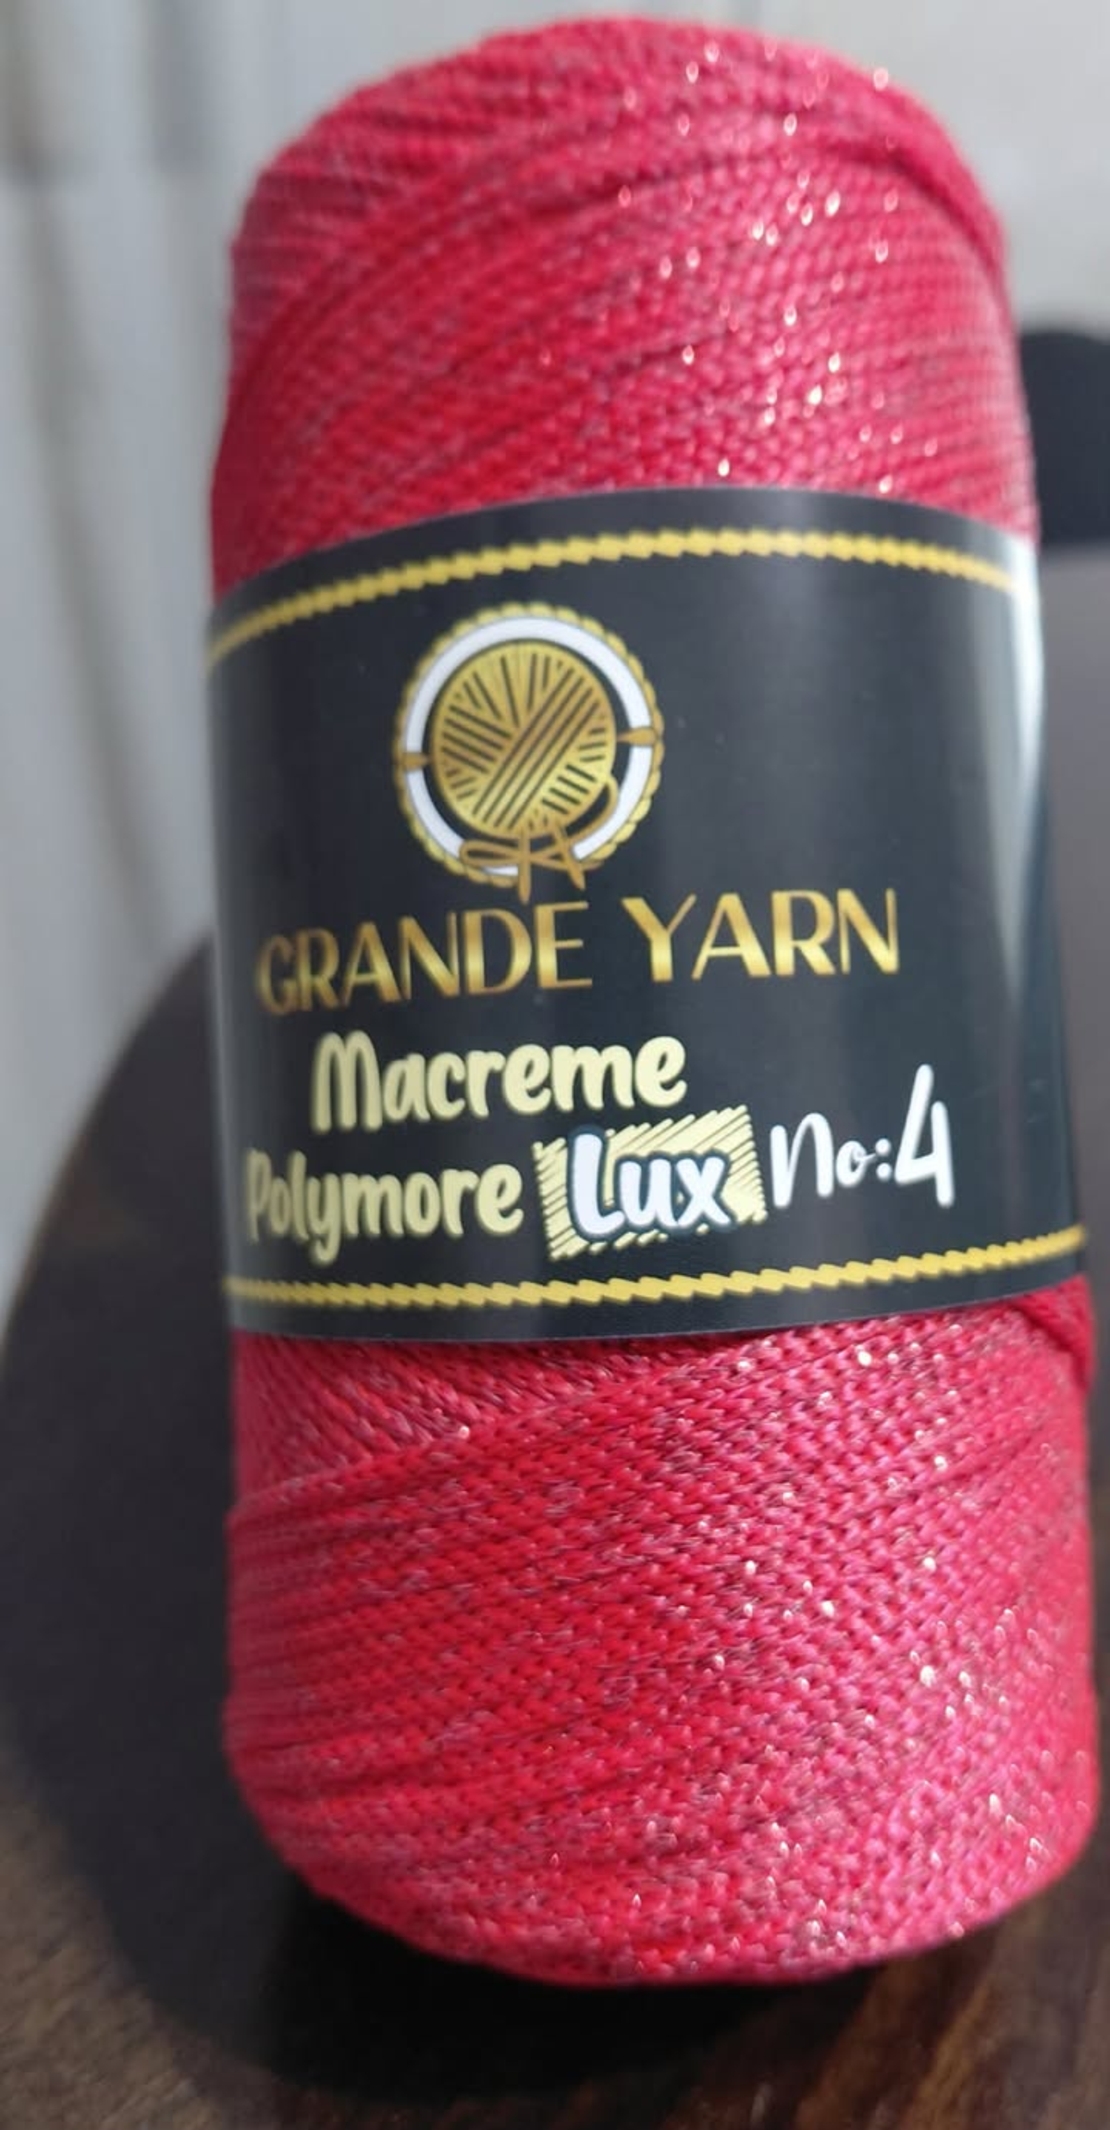 GRANDE YARN
Macreme
Polymore Lux No:4